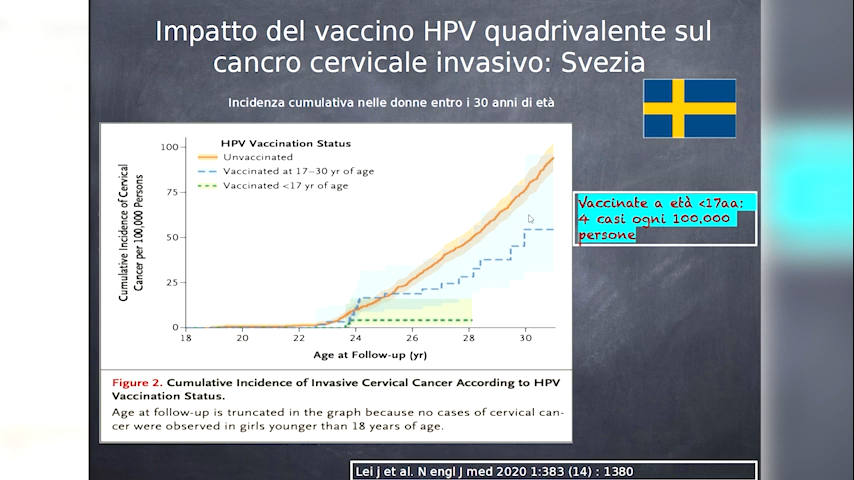 Impatto del vaccino HPV quadrivalente sul
cancro cervicale invasivo: Svezia
Incidenza cumulativa nelle donne entro i 30 anni di età
HPV Vaccination Status
Unvaccinated
Vaccinated at 17–30 yr of age
Vaccinated <17 yr of age
Cumulative Incidence of Cervical
Cancer per 100,000 Persons
100
75
50
25
0
18 20 22 24 26 28 30
Age at Follow-up (yr)
Vaccinate a età <17aa:
4 casi ogni 100.000
persone
Figure 2. Cumulative Incidence of Invasive Cervical Cancer According to HPV
Vaccination Status.
Age at follow-up is truncated in the graph because no cases of cervical can-
cer were observed in girls younger than 18 years of age.
Lei j et al. N engl J med 2020 1:383 (14) : 1380